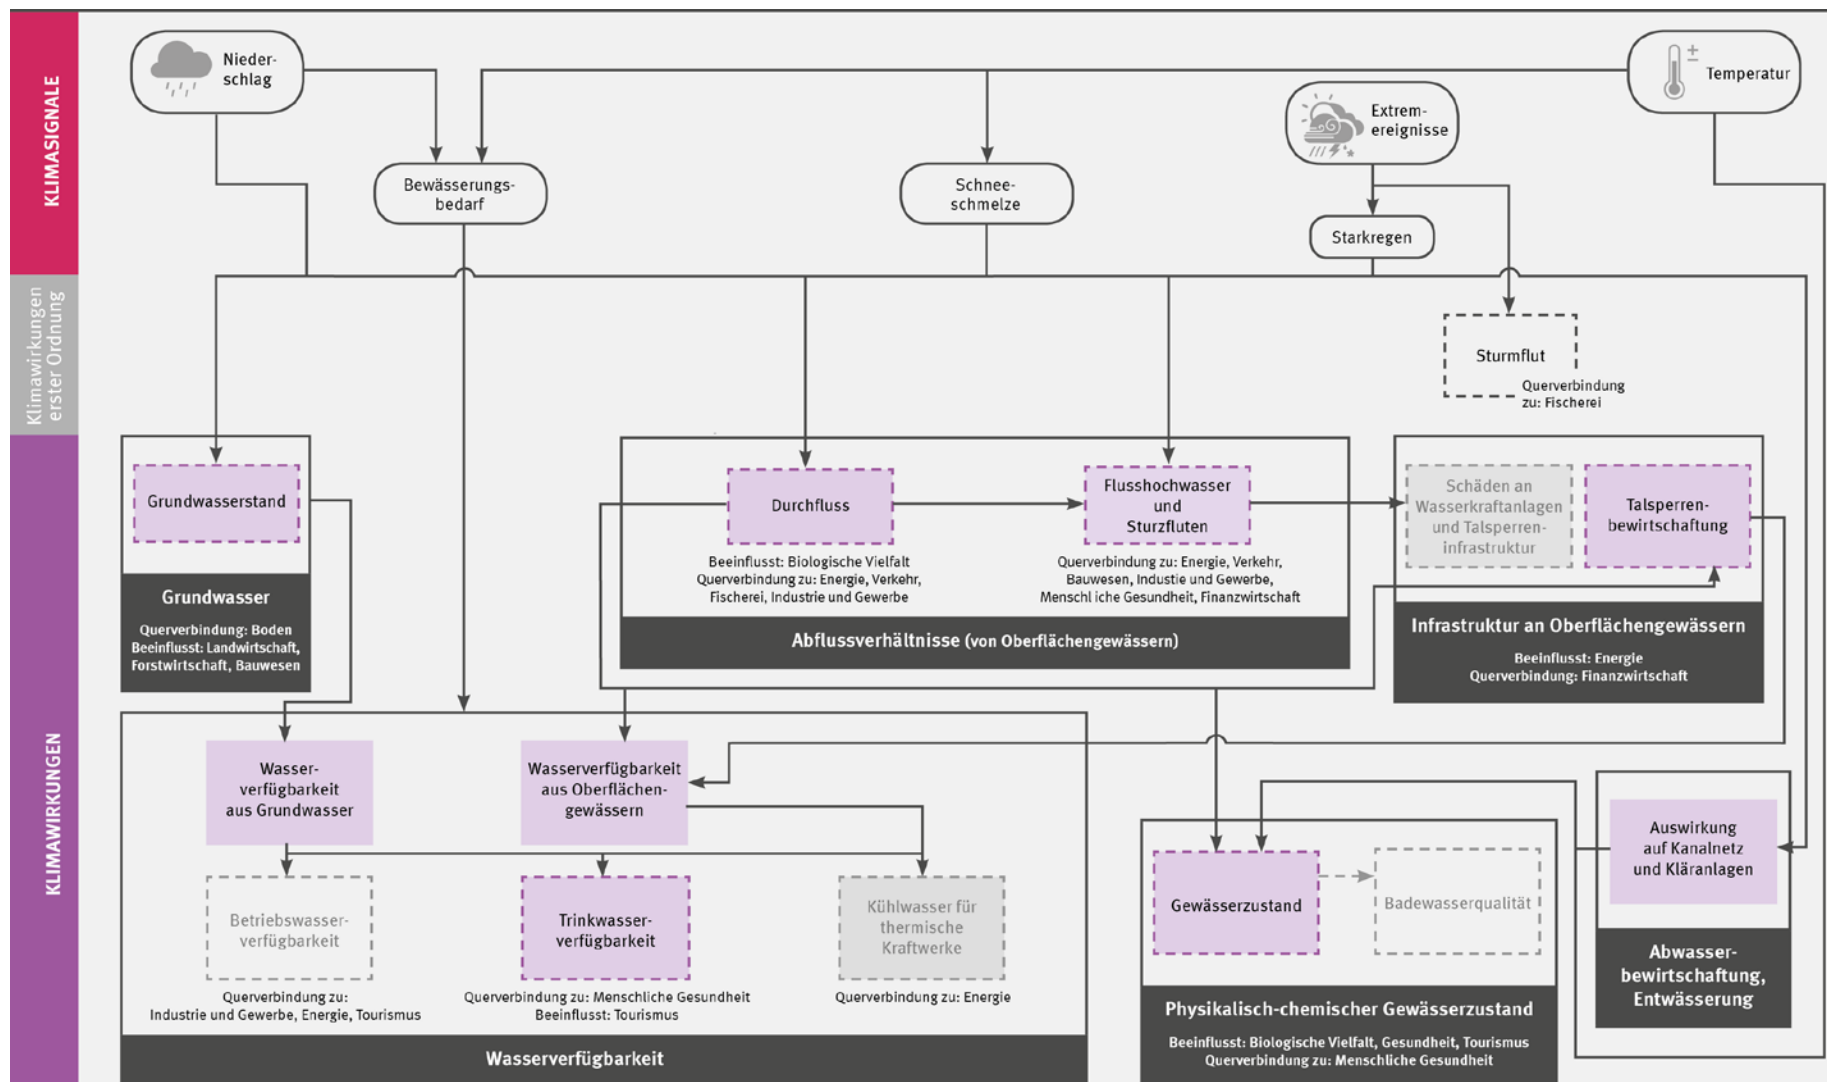 KLIMASIGNALE
Nieder-
schlag
Temperatur
Extrem-
ereignisse
Bewässerungs-
bedarf
Schnee-
schmelze
Starkregen
Klimawirkungen
erster Ordnung
Sturmflut
Querverbindung
zu: Fischerei
KLIMAWIRKUNGEN
Grundwasserstand
Grundwasser
Querverbindung: Boden
Beeinflusst: Landwirtschaft,
Forstwirtschaft, Bauwesen
Durchfluss
Beeinflusst: Biologische Vielfalt
Querverbindung zu: Energie, Verkehr,
Fischerei, Industrie und Gewerbe
Flusshochwasser
und
Sturzfluten
Querverbindung zu: Energie, Verkehr,
Bauwesen, Industie und Gewerbe,
Menschl iche Gesundheit, Finanzwirtschaft
Abflussverhältnisse (von Oberflächengewässern)
Schäden an
Wasserkraftanlagen
und Talsperren-
infrastruktur
Talsperren-
bewirtschaftung
Infrastruktur an Oberflächengewässern
Beeinflusst: Energie
Querverbindung: Finanzwirtschaft
Wasser-
verfügbarkeit
aus Grundwasser
Wasserverfügbarkeit
aus Oberflächen-
gewässern
Betriebswasser-
verfügbarkeit
Querverbindung zu:
Industrie und Gewerbe, Energie, Tourismus
Trinkwasser-
verfügbarkeit
Querverbindung zu: Menschliche Gesundheit
Beeinflusst: Tourismus
Kühlwasser für
thermische
Kraftwerke
Querverbindung zu: Energie
Wasserverfügbarkeit
Gewässerzustand
Badewasserqualität
Physikalisch-chemischer Gewässerzustand
Beeinflusst: Biologische Vielfalt, Gesundheit, Tourismus
Querverbindung zu: Menschliche Gesundheit
Auswirkung
auf Kanalnetz
und Kläranlagen
Abwasser-
bewirtschaftung,
Entwässerung